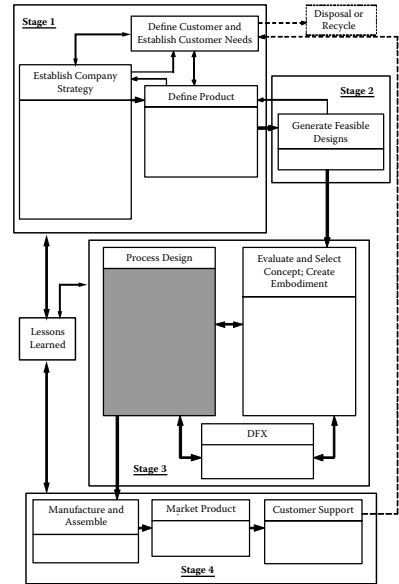 Stage 1
Define Customer and
Establish Customer Needs
Disposal or
Recycle
Establish Company
Strategy
Define Product
Stage 2
Generate Feasible
Designs
Process Design
Evaluate and Select
Concept; Create
Embodiment
Lessons
Learned
DFX
Stage 3
Manufacture and
Assemble
Market Product
Customer Support
Stage 4